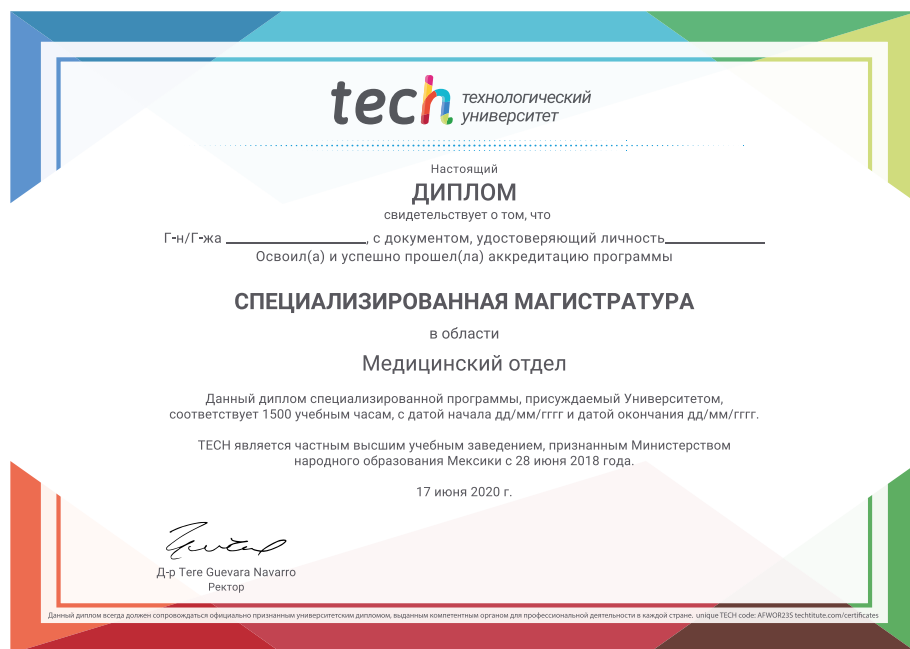 tech технологический
университет
Настоящий
ДИПЛОМ
свидетельствует о том, что
Г-н/Г-жа ____________, с документом, удостоверяющий личность____________
Освоил(а) и успешно прошел(ла) аккредитацию программы
СПЕЦИАЛИЗИРОВАННАЯ МАГИСТРАТУРА
в области
Медицинский отдел
Данный диплом специализированной программы, присуждаемый Университетом,
соответствует 1500 учебным часам, с датой начала дд/мм/гггг и датой окончания дд/мм/гггг.
TECH является частным высшим учебным заведением, признанным Министерством
народного образования Мексики с 28 июня 2018 года.
17 июня 2020 г.
Д-р Tere Guevara Navarro
Ректор
Данный диплом всегда должен сопровождаться официально признанным университетским дипломом, выданным компетентным органом для профессиональной деятельности в каждой стране. unique TECH code: AFWOR23S techtitute.com/certificates